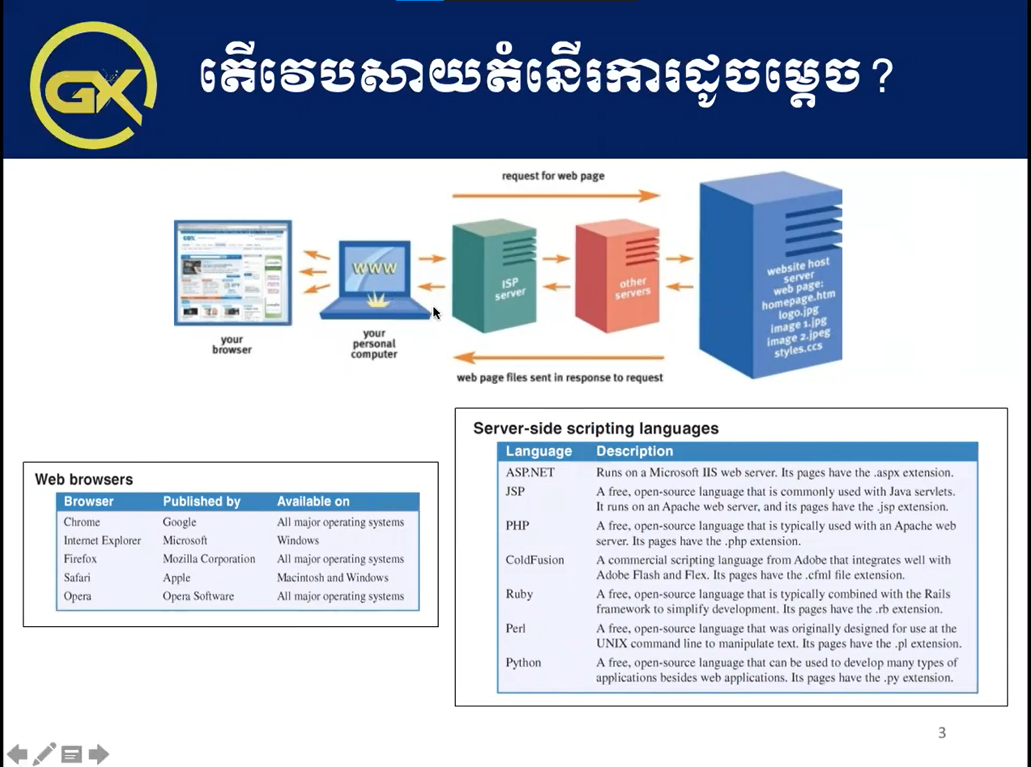 GX
តើវេបសាយតំនើរការដូចម្ដេច?
request for web page
www
ISP
server
other
servers
website host
server
web page:
homepage.htm
logo.jpg
image 1.jpg
image 2.jpeg
styles.ccs
your
browser
your
personal
computer
web page files sent in response to request
Web browsers
Browser Published by Available on
Chrome Google All major operating systems
Internet Explorer Microsoft Windows
Firefox Mozilla Corporation All major operating systems
Safari Apple Macintosh and Windows
Opera Opera Software All major operating systems
Server-side scripting languages
Language Description
ASP.NET Runs on a Microsoft IIS web server. Its pages have the .aspx extension.
JSP A free, open-source language that is commonly used with Java servlets.
It runs on an Apache web server, and its pages have the .jsp extension.
PHP A free, open-source language that is typically used with an Apache web
server. Its pages have the .php extension.
ColdFusion A commercial scripting language from Adobe that integrates well with
Adobe Flash and Flex. Its pages have the .cfml file extension.
Ruby A free, open-source language that is typically combined with the Rails
framework to simplify development. Its pages have the .rb extension.
Perl A free, open-source language that was originally designed for use at the
UNIX command line to manipulate text. Its pages have the .pl extension.
Python A free, open-source language that can be used to develop many types of
applications besides web applications. Its pages have the .py extension.
3